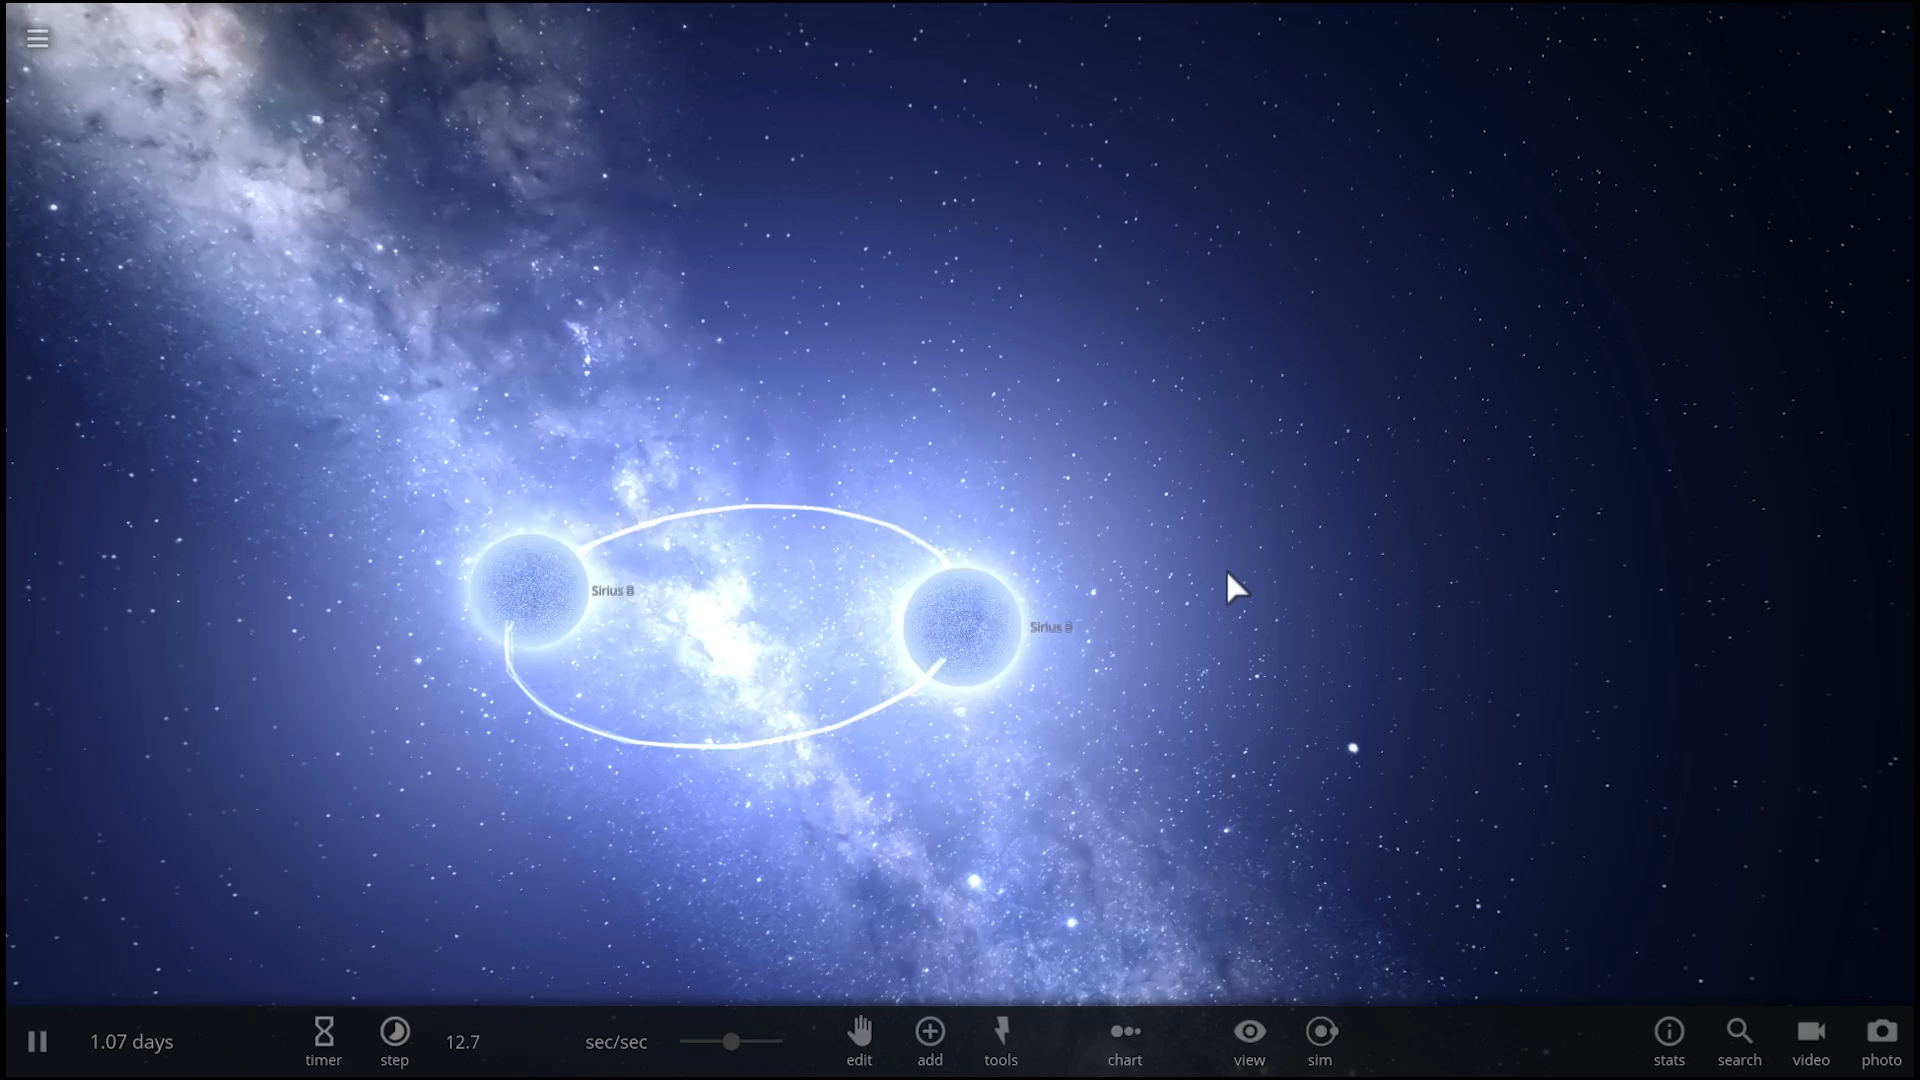 Sirius B
Sirius B
1.07 days
timer
step
12.7
sec/sec
edit
add
tools
chart
view
sim
stats
search
video
photo